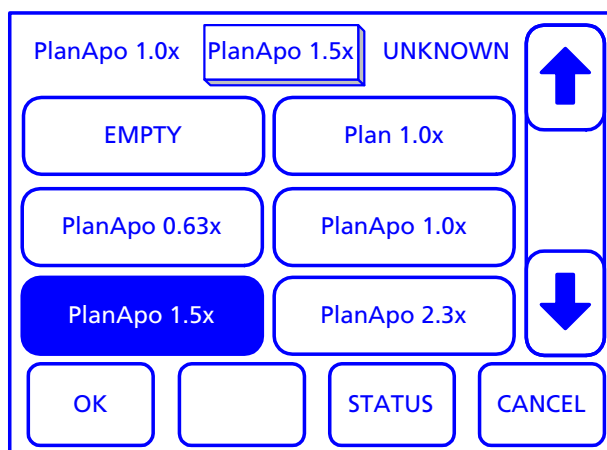 PlanApo 1.0x PlanApo 1.5x UNKNOWN
EMPTY Plan 1.0x
PlanApo 0.63x PlanApo 1.0x
PlanApo 1.5x PlanApo 2.3x
OK STATUS CANCEL